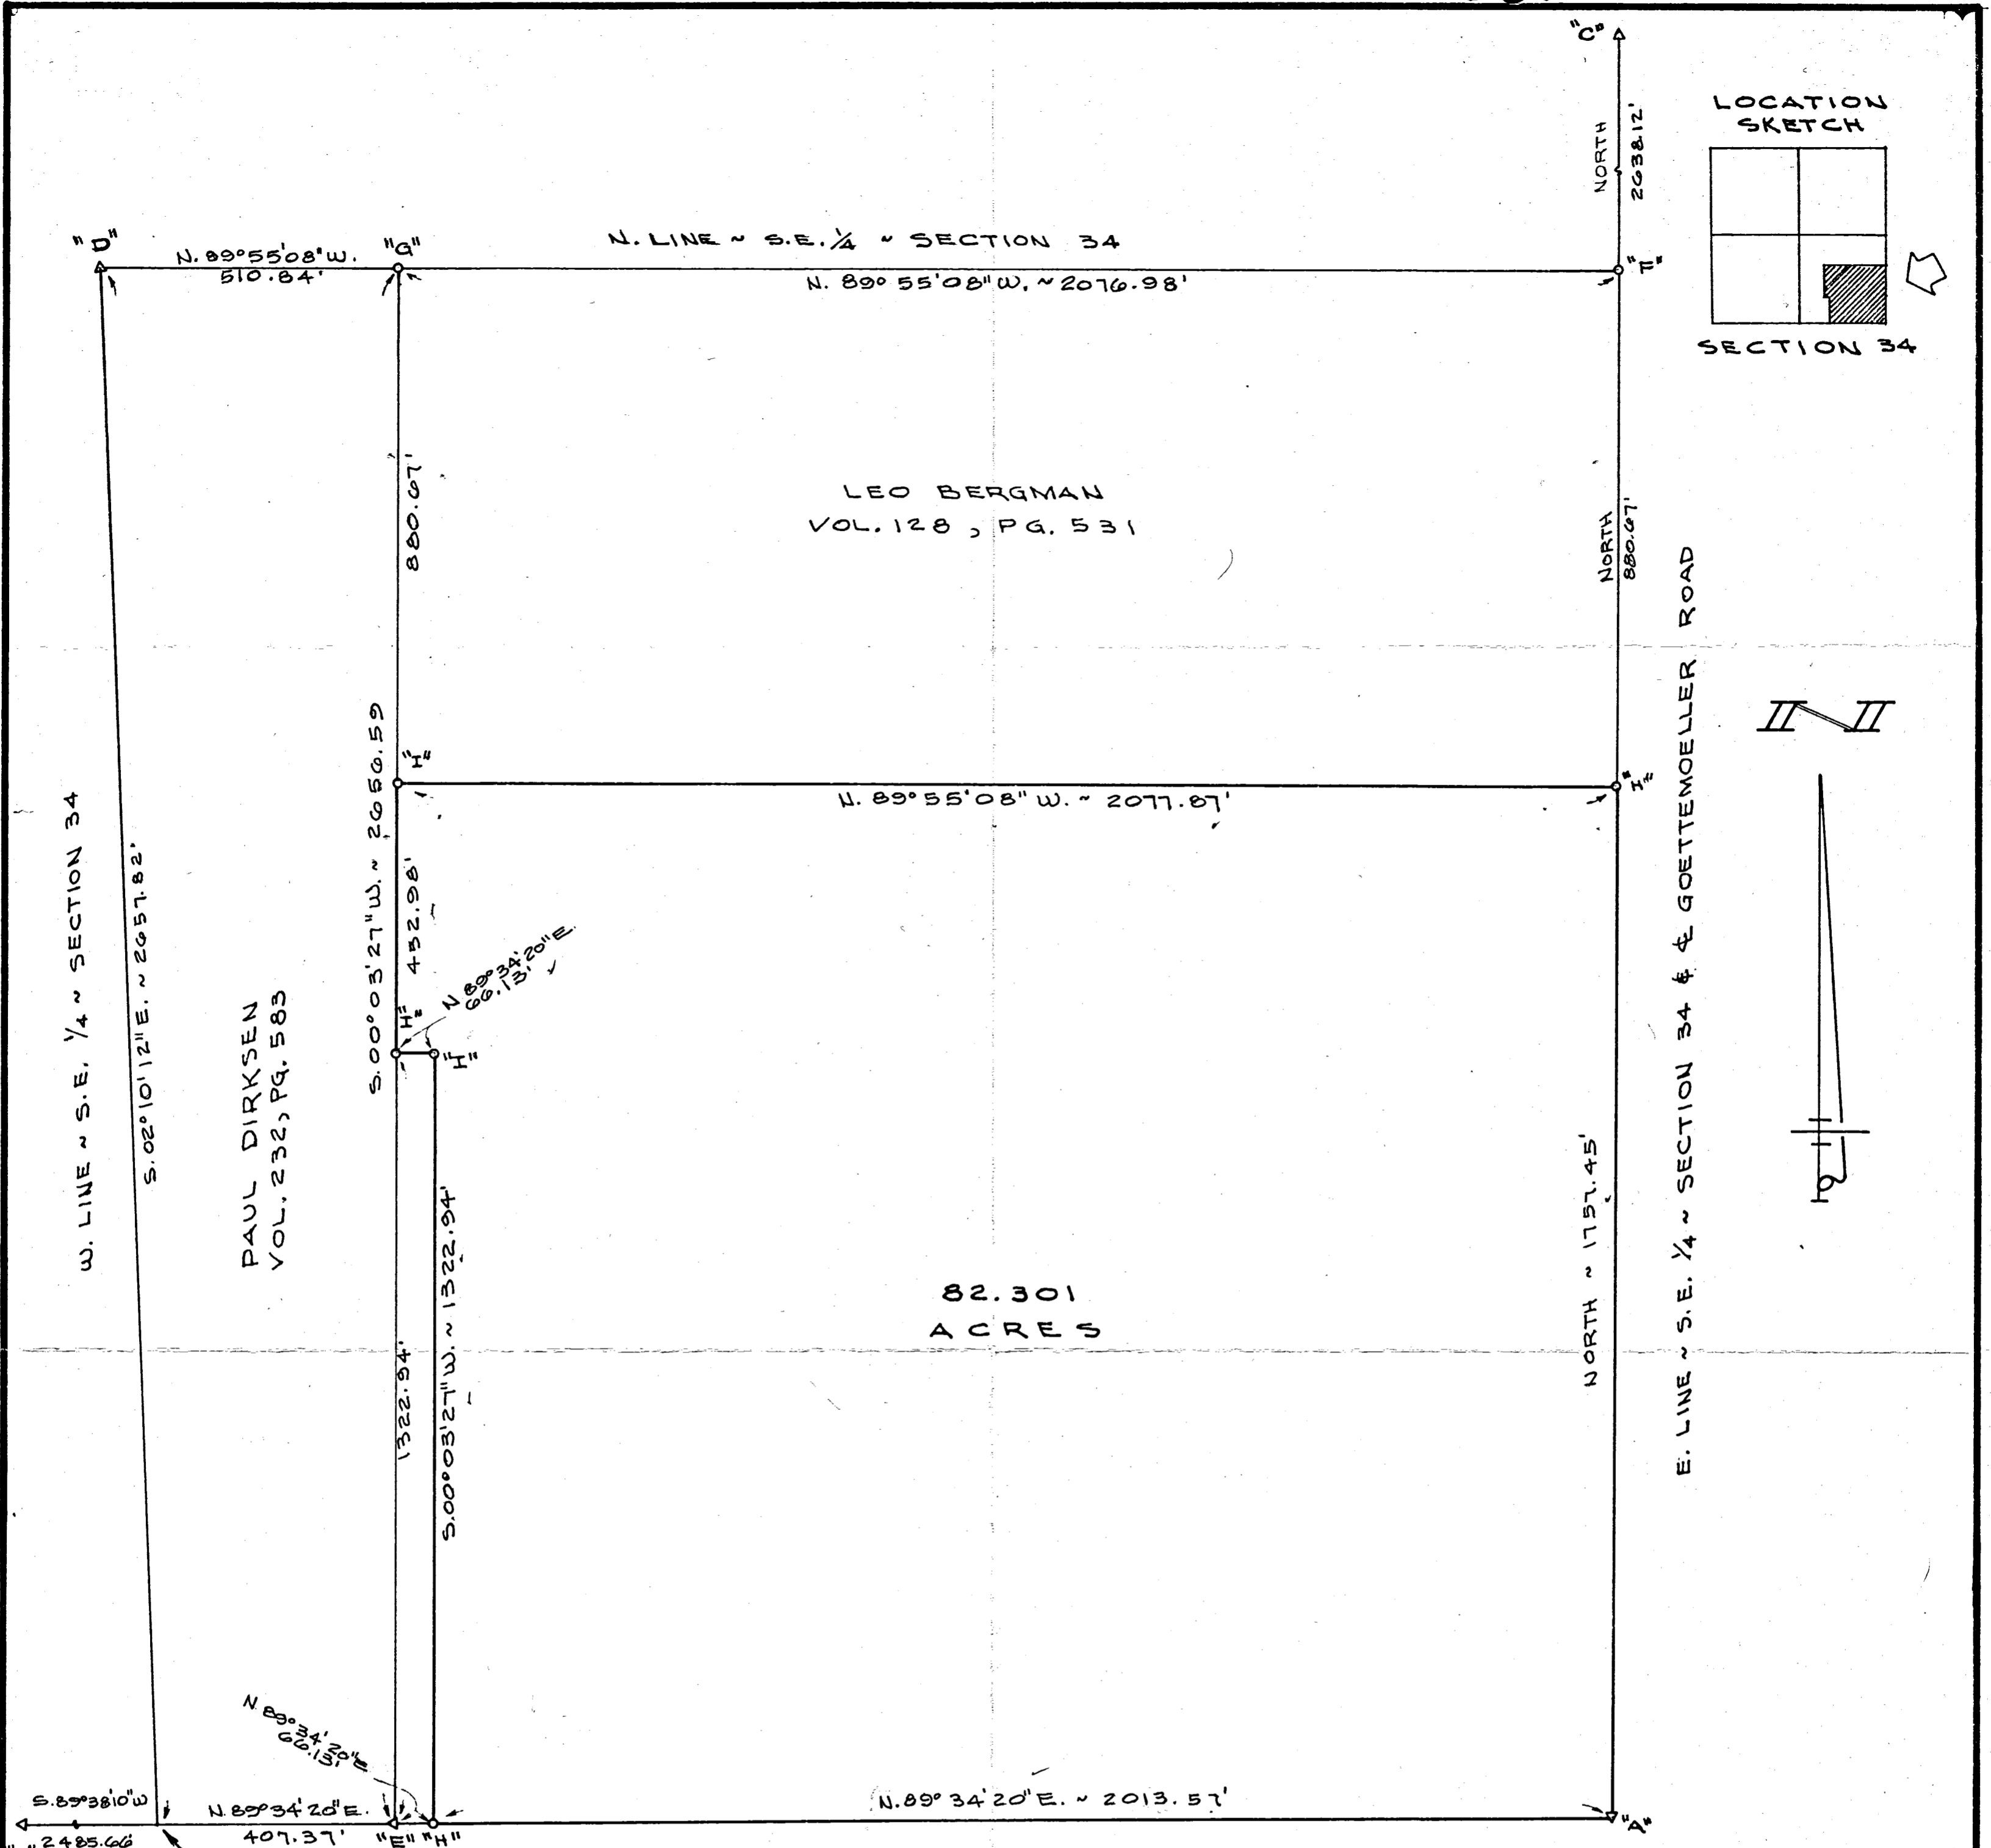 "C"
LOCATION
SKETCH
NORTH
2638.12'
SECTION 34
"D"
N. 89°55'08" W.
510.84'
"G"
N. LINE ~ S.E. 1/4 ~ SECTION 34
N. 89° 55'08" W. ~ 2076.98'
"F"
LEO BERGMAN
VOL. 128, PG. 531
880.67'
NORTH
880.67'
E. LINE ~ S.E. 1/4 ~ SECTION 34 & ℄ GOETTEMOELLER ROAD
W. LINE ~ S.E. 1/4 ~ SECTION 34
S. 02°10'12" E. ~ 2657.82'
PAUL DIRKSEN
VOL. 232, PG. 583
S. 00° 03'27" W. ~ 2656.59
"I"
N. 89° 55'08" W. ~ 2077.87'
452.98'
N 89° 34' 20" E.
66.13'
"H"
"I"
1322.94'
S.00°03'27" W. ~ 1322.94'
82.301
ACRES
NORTH ~ 1757.45'
N 89° 34' 20" E
66.13'
S.89°38'10" W
2485.66'
N. 89° 34' 20" E.
407.37'
"E" "H"
N. 89° 34' 20" E. ~ 2013.57'
"A"